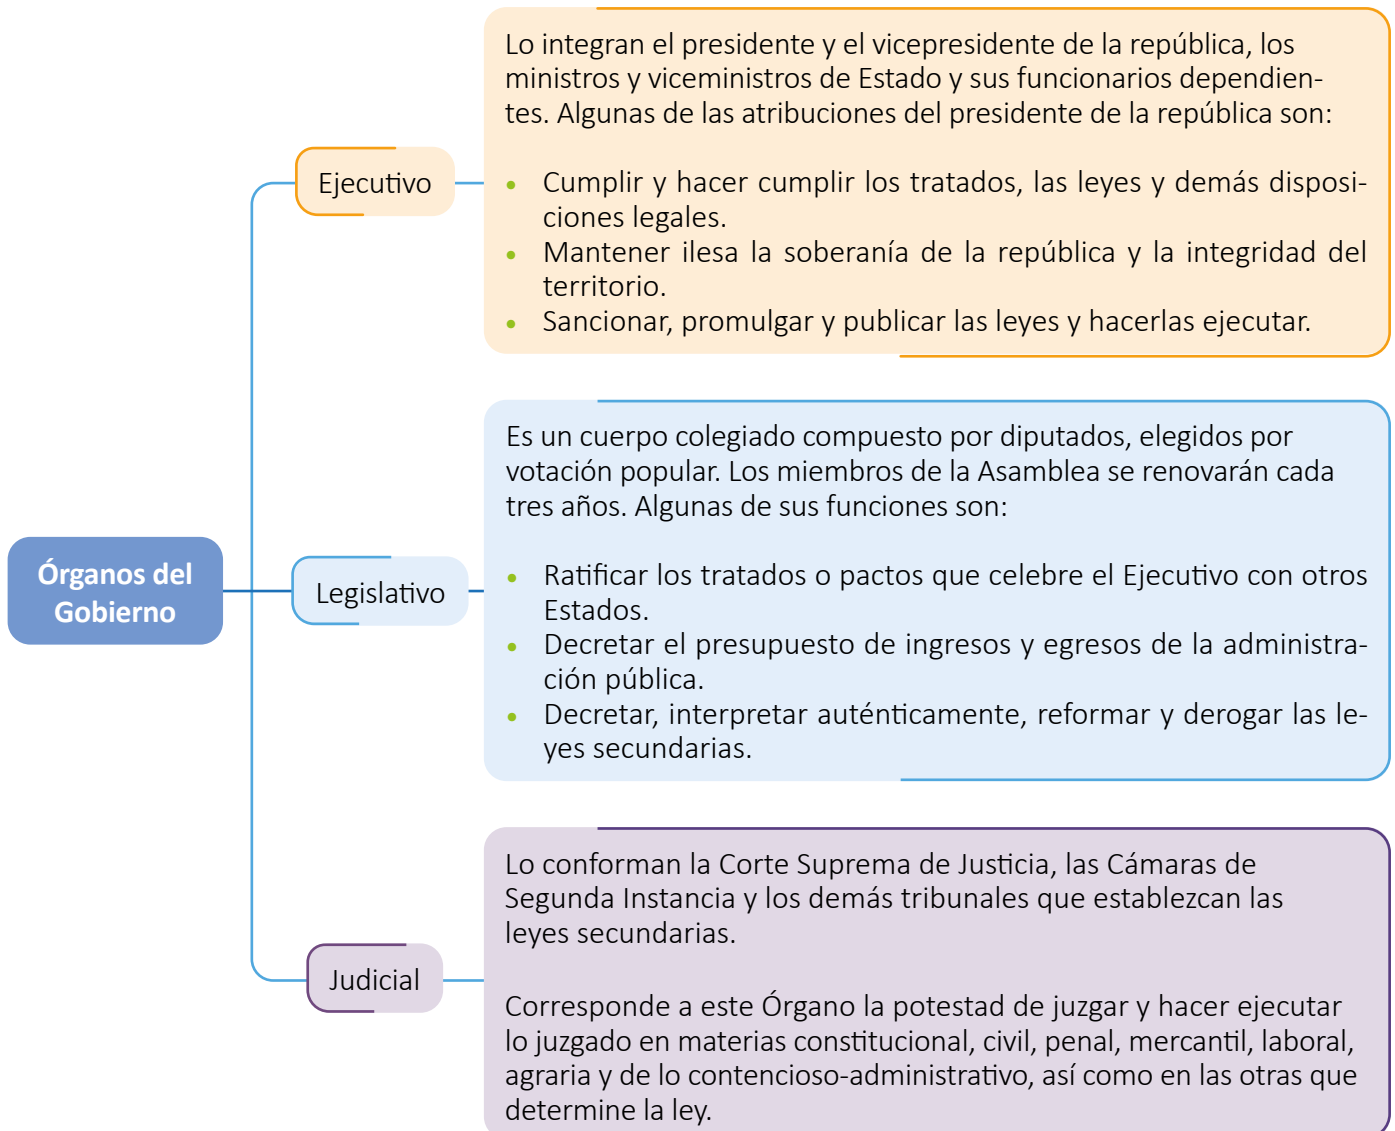 Lo integran el presidente y el vicepresidente de la república, los
ministros y viceministros de Estado y sus funcionarios dependien-
tes. Algunas de las atribuciones del presidente de la república son:
Ejecutivo
• Cumplir y hacer cumplir los tratados, las leyes y demás disposi-
ciones legales.
• Mantener ilesa la soberanía de la república y la integridad del
territorio.
• Sancionar, promulgar y publicar las leyes y hacerlas ejecutar.
Es un cuerpo colegiado compuesto por diputados, elegidos por
votación popular. Los miembros de la Asamblea se renovarán cada
tres años. Algunas de sus funciones son:
Órganos del
Gobierno
Legislativo
• Ratificar los tratados o pactos que celebre el Ejecutivo con otros
Estados.
• Decretar el presupuesto de ingresos y egresos de la administra-
ción pública.
• Decretar, interpretar auténticamente, reformar y derogar las le-
yes secundarias.
Lo conforman la Corte Suprema de Justicia, las Cámaras de
Segunda Instancia y los demás tribunales que establezcan las
leyes secundarias.
Judicial
Corresponde a este Órgano la potestad de juzgar y hacer ejecutar
lo juzgado en materias constitucional, civil, penal, mercantil, laboral,
agraria y de lo contencioso-administrativo, así como en las otras que
determine la ley.